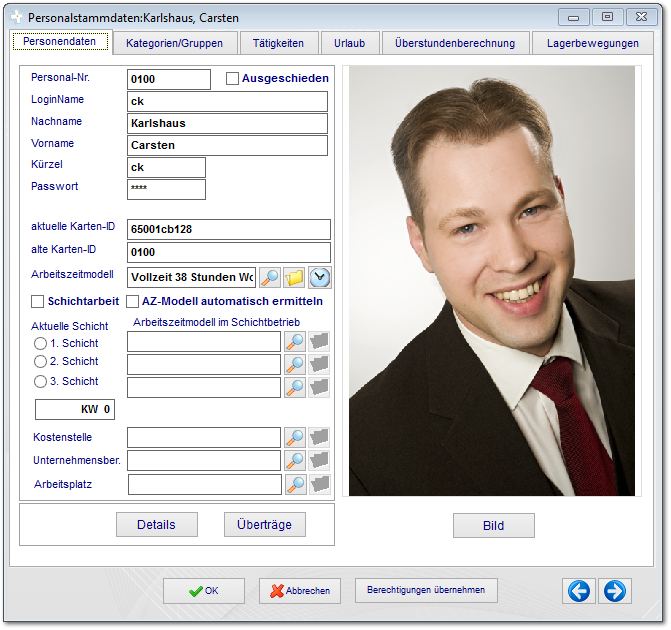 Personalstammdaten:Karlshaus, Carsten
Personendaten Kategorien/Gruppen Tätigkeiten Urlaub Überstundenberechnung Lagerbewegungen
Personal-Nr. 0100 Ausgeschieden
LoginName ck
Nachname Karlshaus
Vorname Carsten
Kürzel ck
Passwort ****
aktuelle Karten-ID 65001cb128
alte Karten-ID 0100
Arbeitszeitmodell Vollzeit 38 Stunden Wo
Schichtarbeit AZ-Modell automatisch ermitteln
Aktuelle Schicht Arbeitszeitmodell im Schichtbetrieb
1. Schicht
2. Schicht
3. Schicht
KW 0
Kostenstelle
Unternehmensber.
Arbeitsplatz
Details Überträge Bild
OK Abbrechen Berechtigungen übernehmen